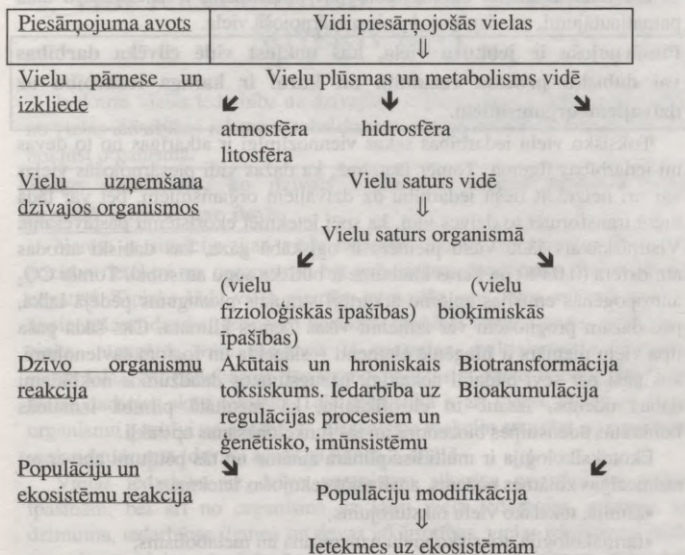 Piesārņojuma avots Vidi piesārņojošās vielas
⇓
Vielu pārnese un Vielu plūsmas un metabolisms vidē
izkliede
atmosfēra hidrosfēra
litosfēra
Vielu uzņemšana Vielu saturs vidē
dzīvajos organismos
⇓
Vielu saturs organismā
(vielu (vielu
fizioloģiskās īpašības) bioķīmiskās
īpašības)
Dzīvo organismu Akūtais un hroniskais Biotransformācija
reakcija toksiskums. Iedarbība uz Bioakumulācija
regulācijas procesiem,
ģenētisko, imūnsistēmu
Populāciju un
ekosistēmu reakcija Populāciju modifikācija
⇓
Ietekmes uz ekosistēmām